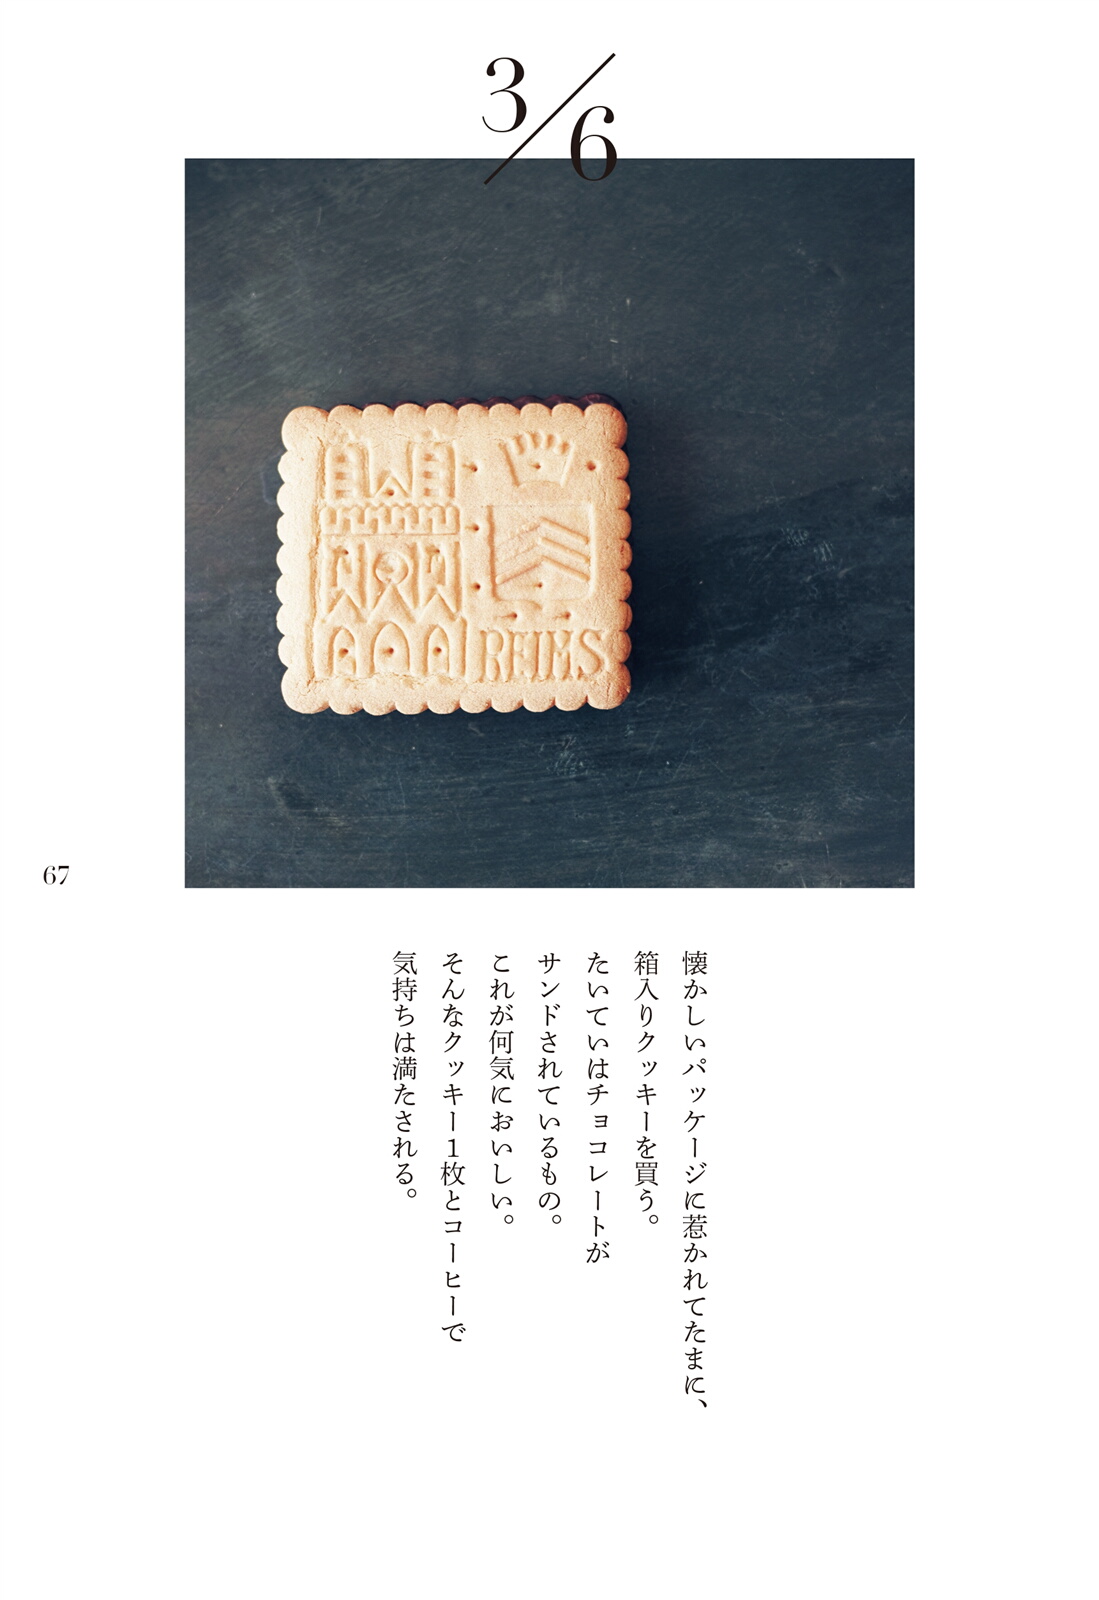 3/6
REIMS
懐かしいパッケージに惹かれてたまに、
箱入りクッキーを買う。
たいていはチョコレートが
サンドされているもの。
これが何気においしい。
そんなクッキー1枚とコーヒーで
気持ちは満たされる。
67